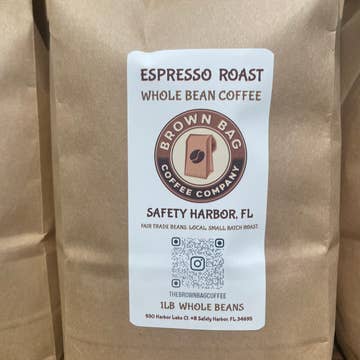 ESPRESSO ROAST
WHOLE BEAN COFFEE
BROWN BAG
COFFEE COMPANY
SAFETY HARBOR, FL
FAIR TRADE BEANS. LOCAL, SMALL BATCH ROAST.
THEBROWNBAGCOFFEE
1LB WHOLE BEANS
930 Harbor Lake Ct. #B Safety Harbor, FL 34695